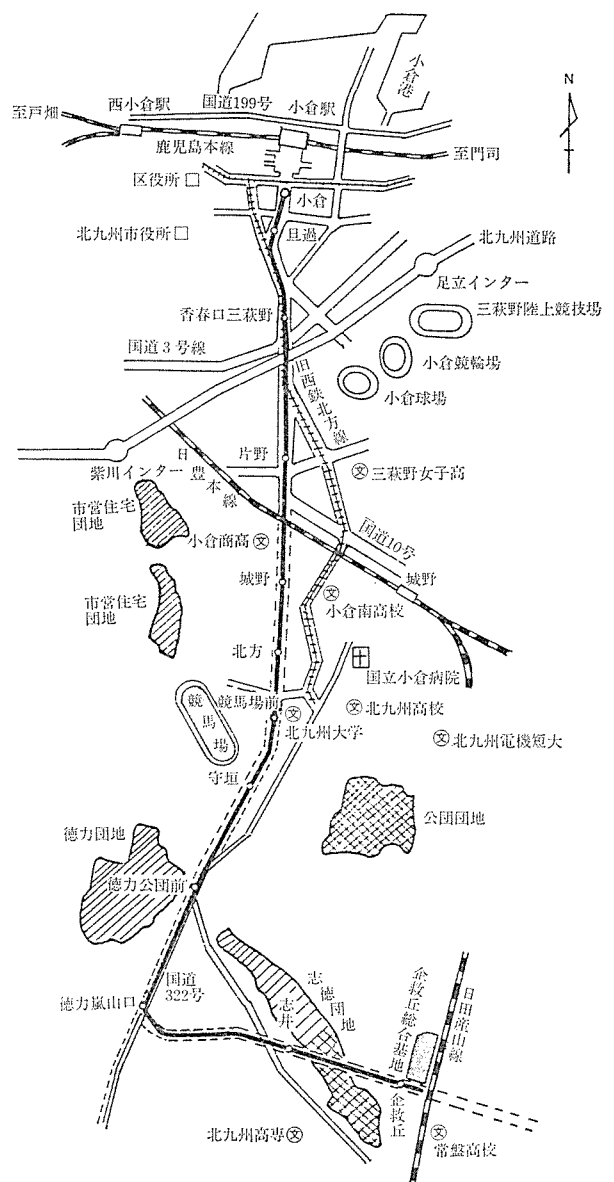 小倉港
N
西小倉駅
国道199号
小倉駅
至戸畑
鹿児島本線
至門司
区役所
小倉
北九州市役所
旦過
北九州道路
足立インター
三萩野陸上競技場
香春口三萩野
国道3号線
小倉競輪場
小倉球場
旧西鉄北方線
片野
日豊本線
紫川インター
文
三萩野女子高
市営住宅
団地
小倉商高
文
国道10号
城野
城野
市営住宅
団地
文
小倉南高校
北方
国立小倉病院
競馬場
競馬場前
文
北九州大学
文
北九州高校
文
北九州電機短大
守垣
公団団地
徳力団地
徳力公団前
国道
322号
志徳団地
志井
徳力嵐山口
企救丘総合基地
日田産山線
企救丘
北九州高専
文
文
常盤高校